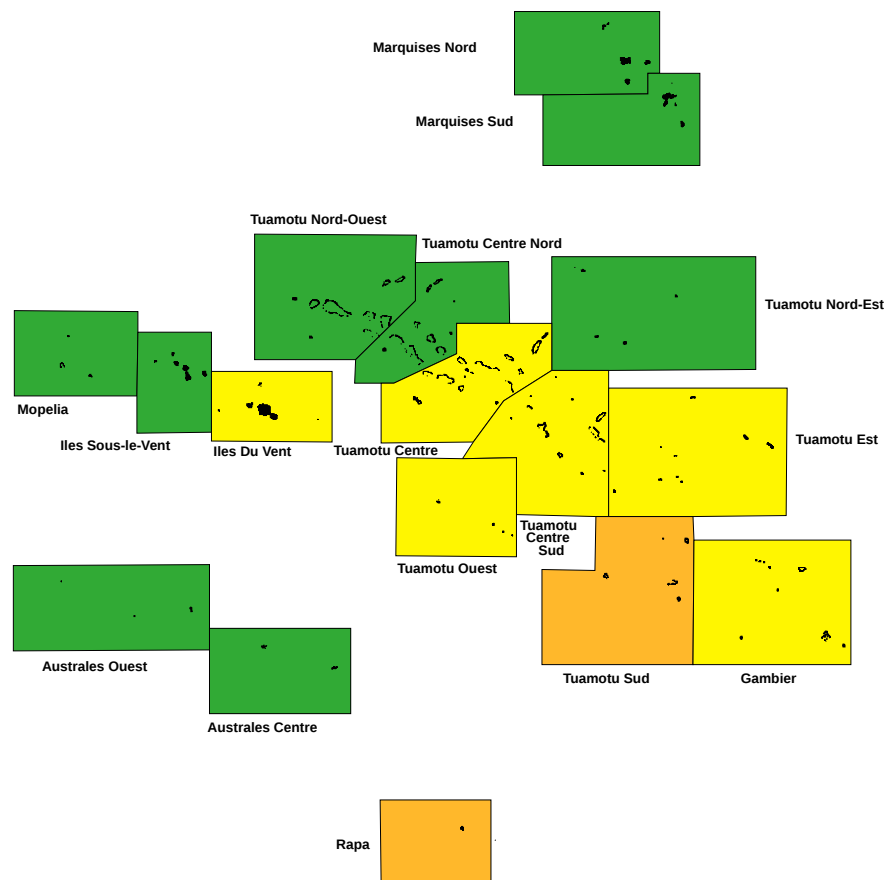 Marquises Nord
Marquises Sud
Tuamotu Nord-Ouest
Tuamotu Centre Nord
Tuamotu Nord-Est
Mopelia
Iles Sous-le-Vent
Iles Du Vent
Tuamotu Centre
Tuamotu Est
Tuamotu
Centre
Sud
Tuamotu Ouest
Australes Ouest
Tuamotu Sud
Gambier
Australes Centre
Rapa